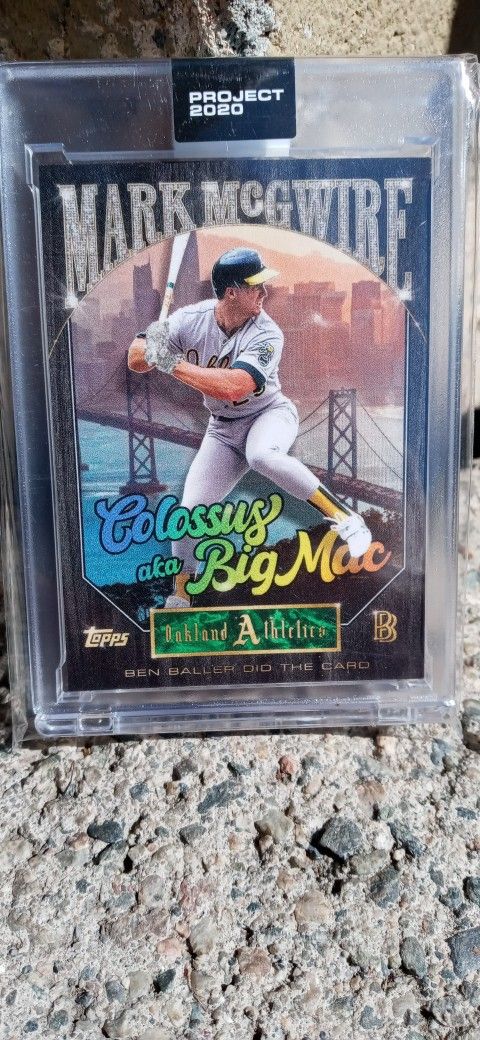 PROJECT
2020
MARK McGWIRE
Colossus
aka Big Mac
topps
Oakland Athletics
BB
BEN BALLER DID THE CARD